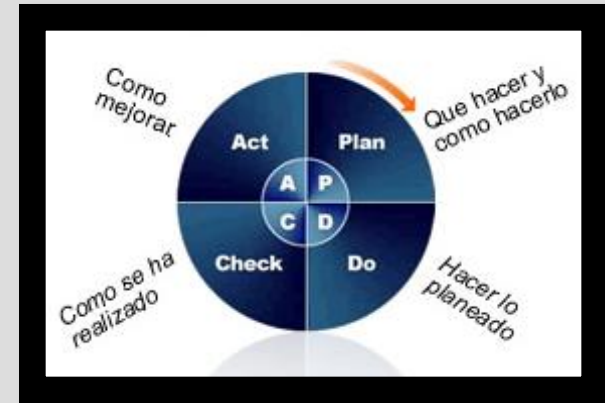 Como
mejorar
Que hacer y
como hacerlo
Act
Plan
A
P
C
D
Check
Do
Como se ha
realizado
Hacer lo
planeado